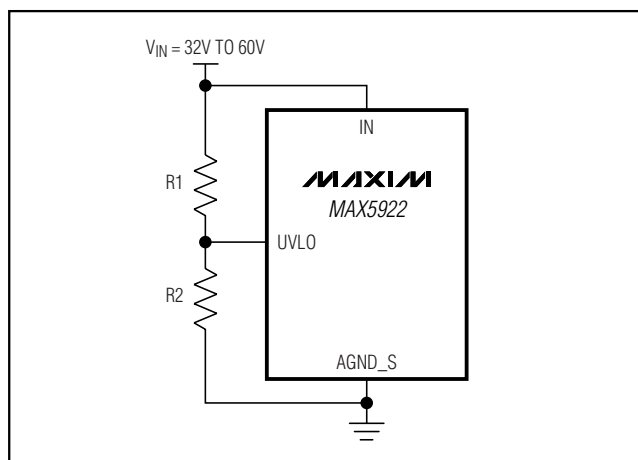 V_IN = 32V TO 60V
IN
R1
MAXIM
MAX5922
UVLO
R2
AGND_S